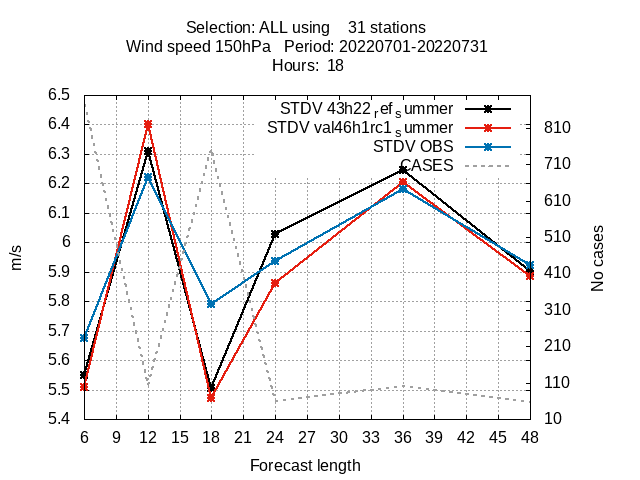 Selection: ALL using 31 stations
Wind speed 150hPa Period: 20220701-20220731
Hours: 18
STDV 43h22ref_summer
STDV val46h1rc1_summer
STDV OBS
CASES
6.5
6.4
6.3
6.2
6.1
6
5.9
5.8
5.7
5.6
5.5
5.4
m/s
810
710
610
510
410
310
210
110
10
No cases
6 9 12 15 18 21 24 27 30 33 36 39 42 45 48
Forecast length